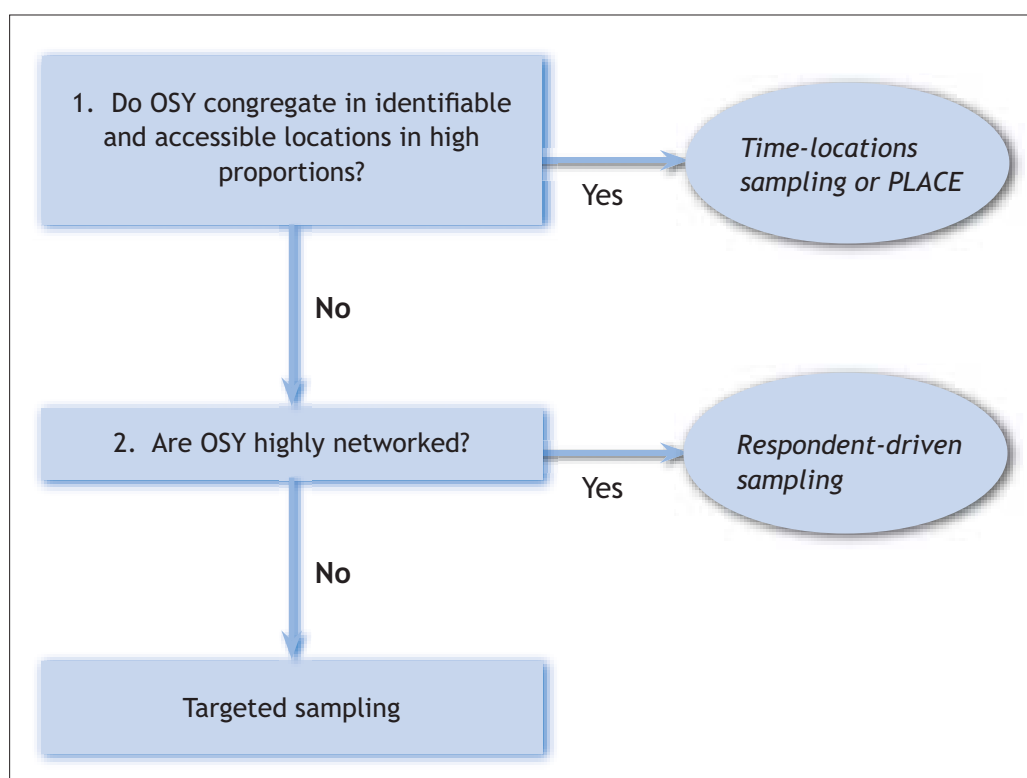 1. Do OSY congregate in identifiable
and accessible locations in high
proportions?
Time-locations
sampling or PLACE
Yes
No
2. Are OSY highly networked?
Respondent-driven
sampling
Yes
No
Targeted sampling